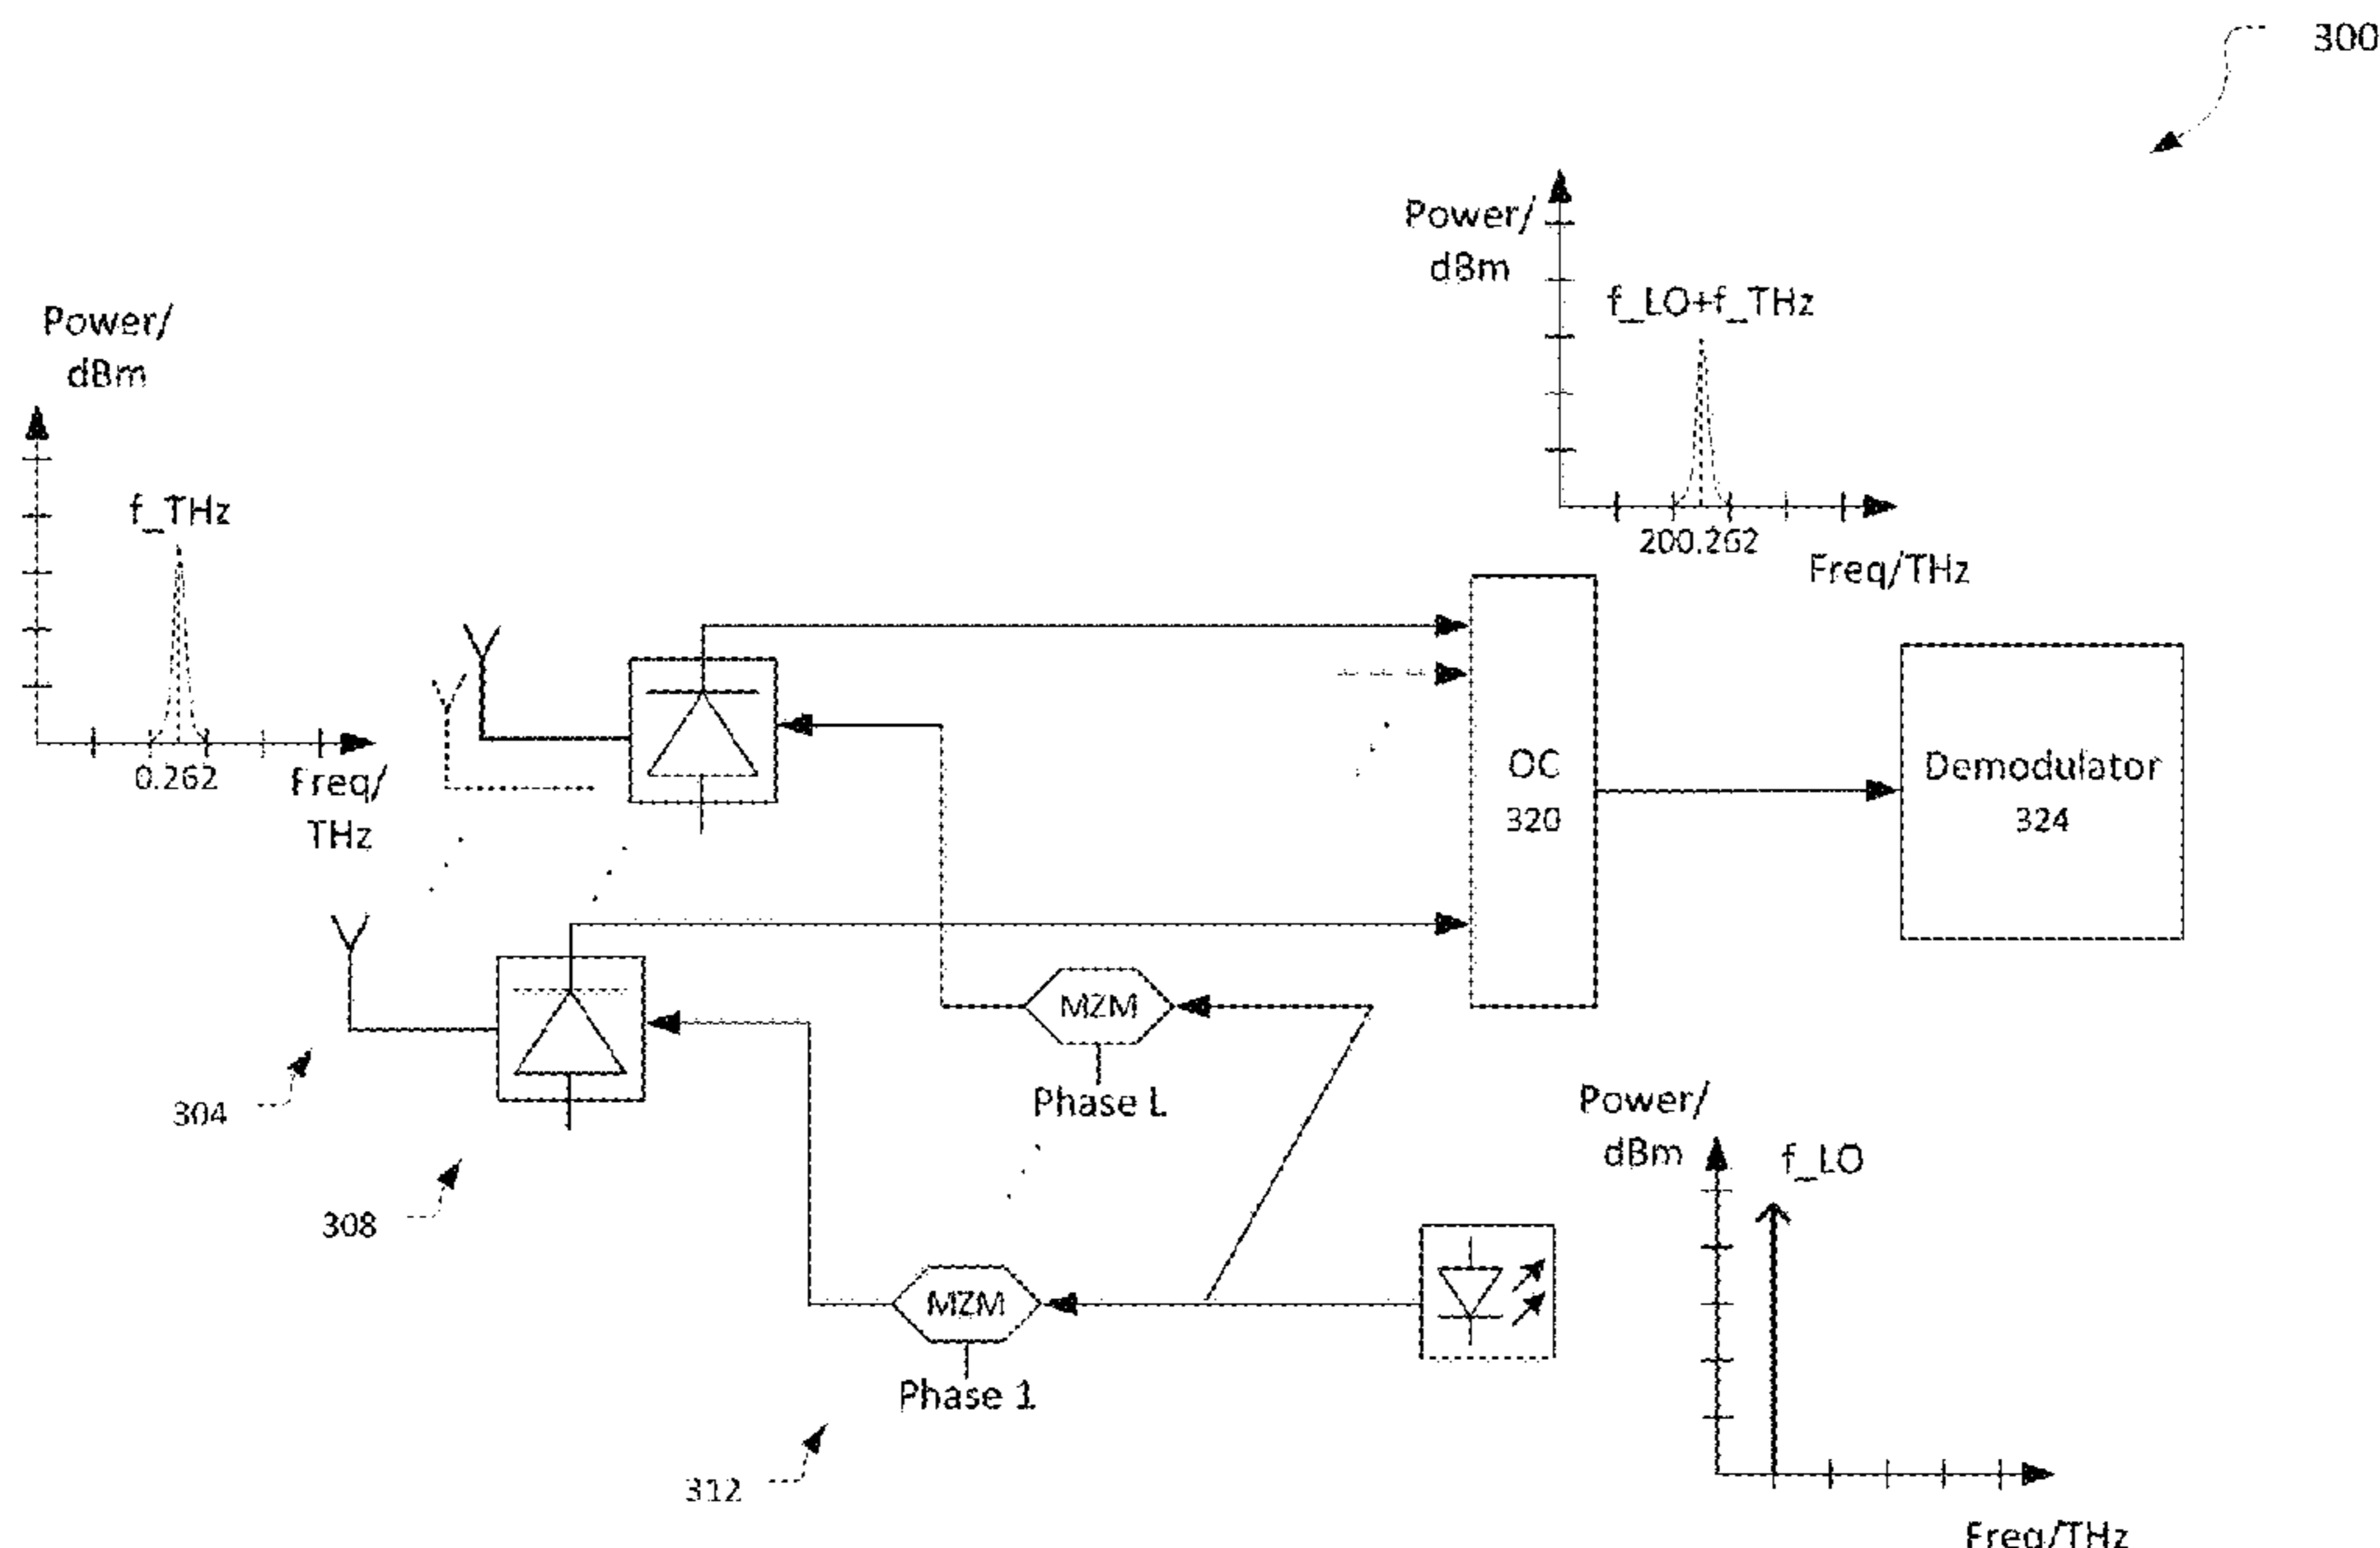 300
Power/
dBm
f_LO+f_THz
200.262
Freq/THz
Power/
dBm
f_THz
0.262
Freq/
THz
OC
320
Demodulator
324
MZM
Phase L
304
308
MZM
Phase 1
312
Power/
dBm
f_LO
Freq/THz